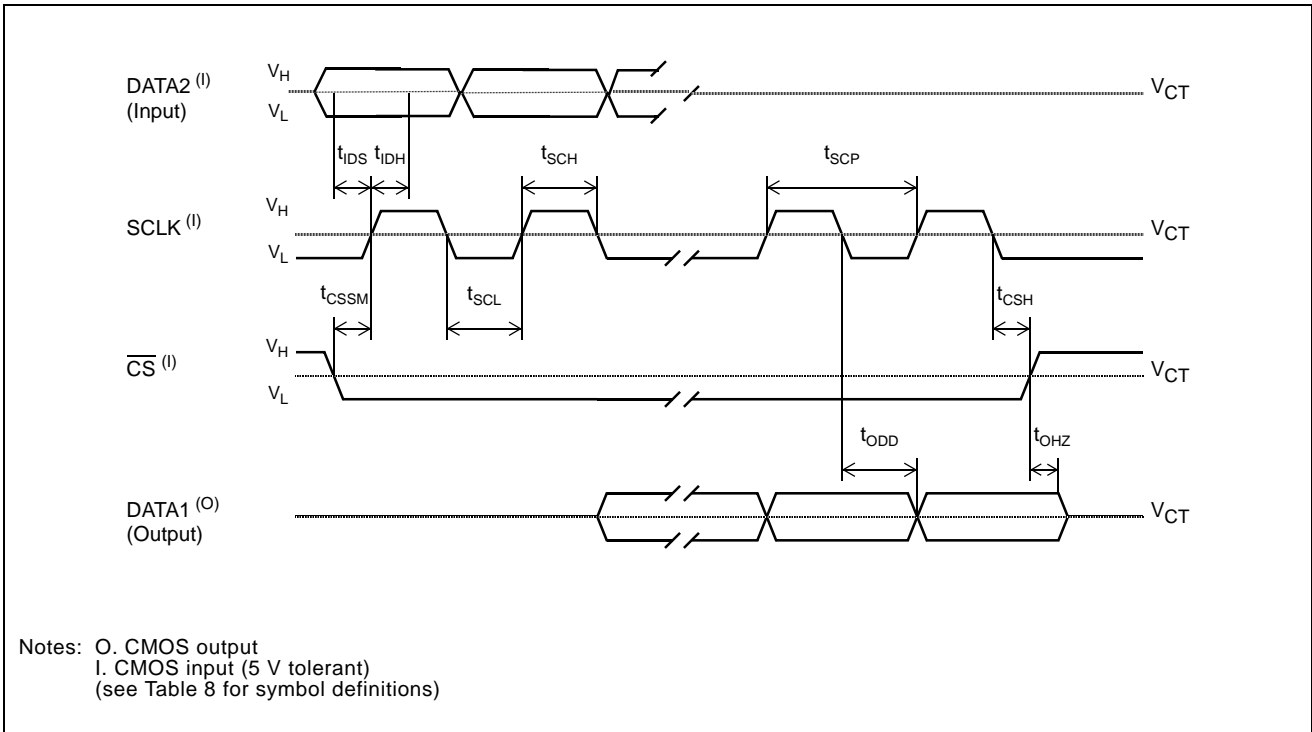 DATA2 (I)
(Input)
VH
VL
VCT
tIDS
tIDH
tSCH
tSCP
SCLK (I)
VH
VL
VCT
tCSSM
tSCL
tCSH
CS (I)
VH
VL
VCT
tODD
tOHZ
DATA1 (O)
(Output)
VCT
Notes: O. CMOS output
I. CMOS input (5 V tolerant)
(see Table 8 for symbol definitions)